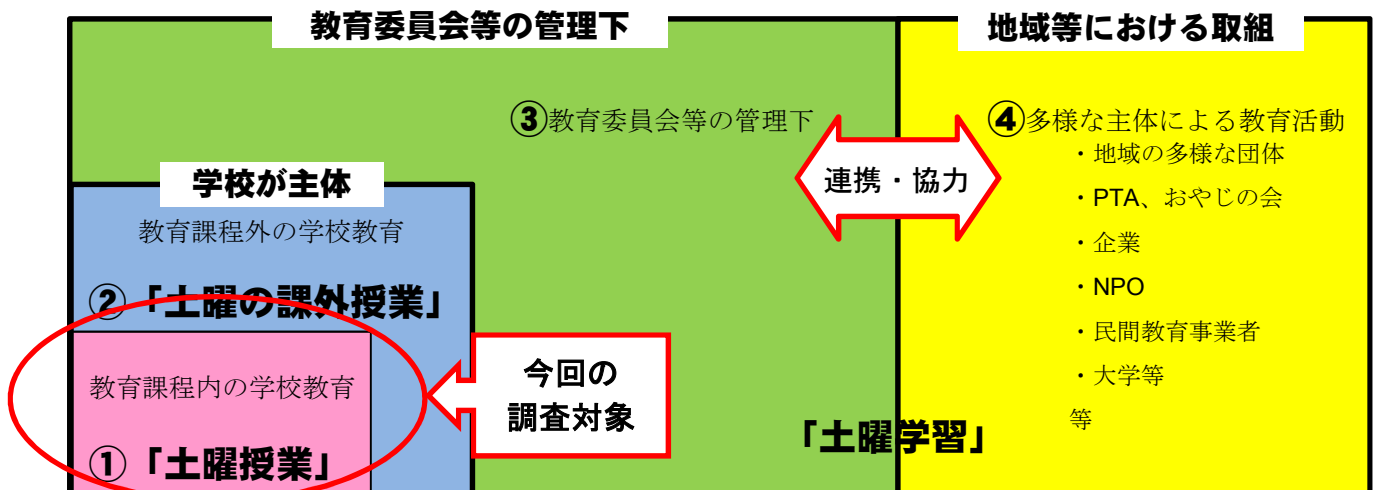 教育委員会等の管理下
地域等における取組
③教育委員会等の管理下
④多様な主体による教育活動
・地域の多様な団体
・PTA、おやじの会
・企業
・NPO
・民間教育事業者
・大学等
等
連携・協力
学校が主体
教育課程外の学校教育
②「土曜の課外授業」
教育課程内の学校教育
①「土曜授業」
今回の
調査対象
「土曜学習」